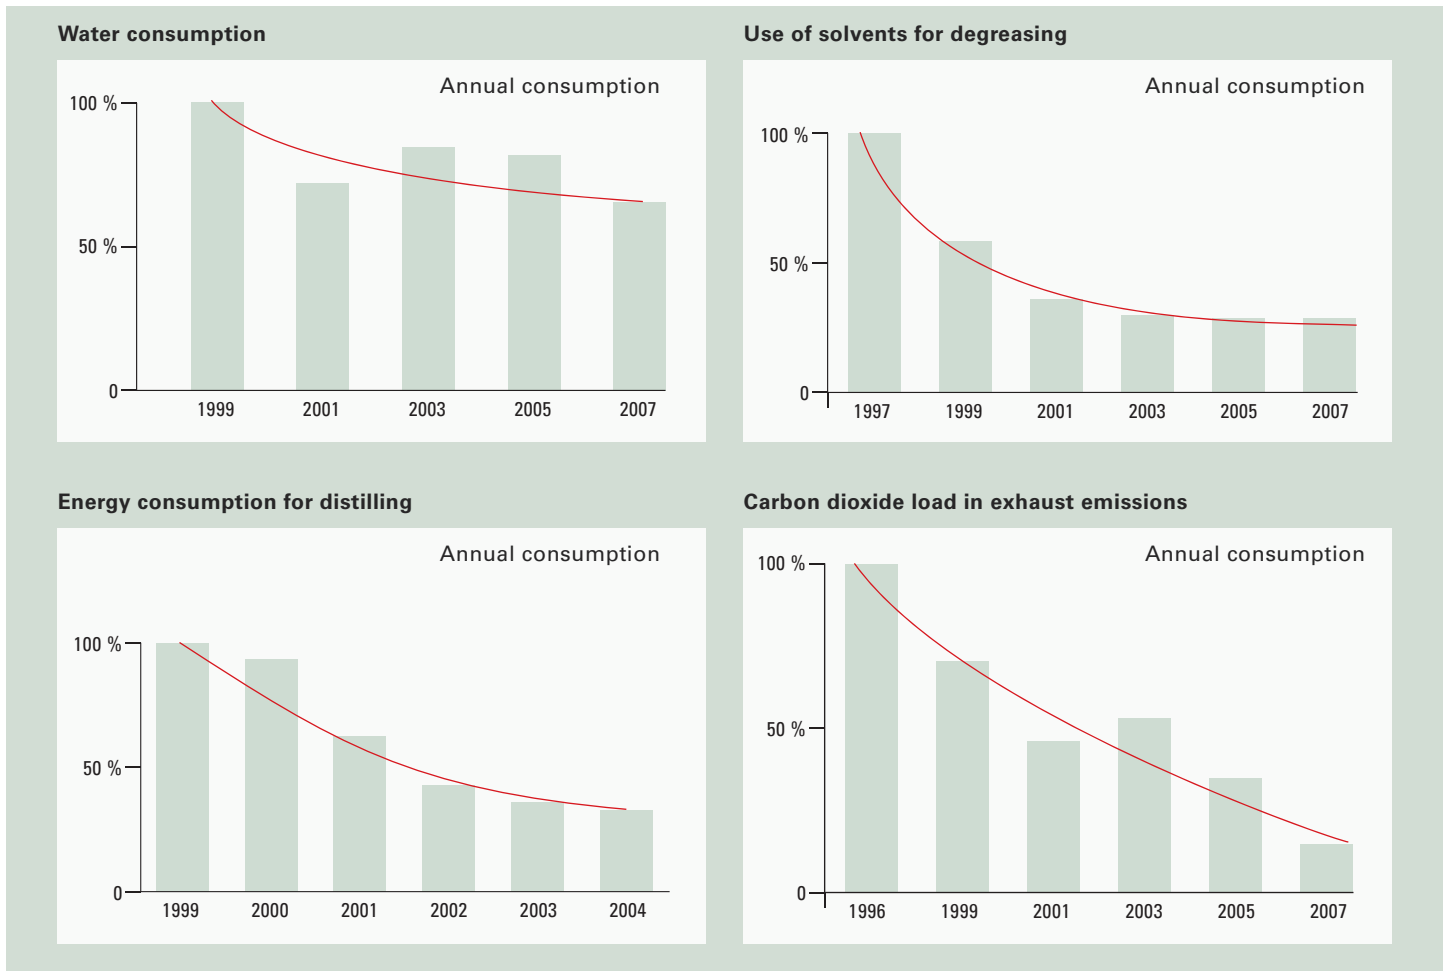 Water consumption
Annual consumption
100 %
50 %
0
1999 2001 2003 2005 2007
Use of solvents for degreasing
Annual consumption
100 %
50 %
0
1997 1999 2001 2003 2005 2007
Energy consumption for distilling
Annual consumption
100 %
50 %
0
1999 2000 2001 2002 2003 2004
Carbon dioxide load in exhaust emissions
Annual consumption
100 %
50 %
0
1996 1999 2001 2003 2005 2007